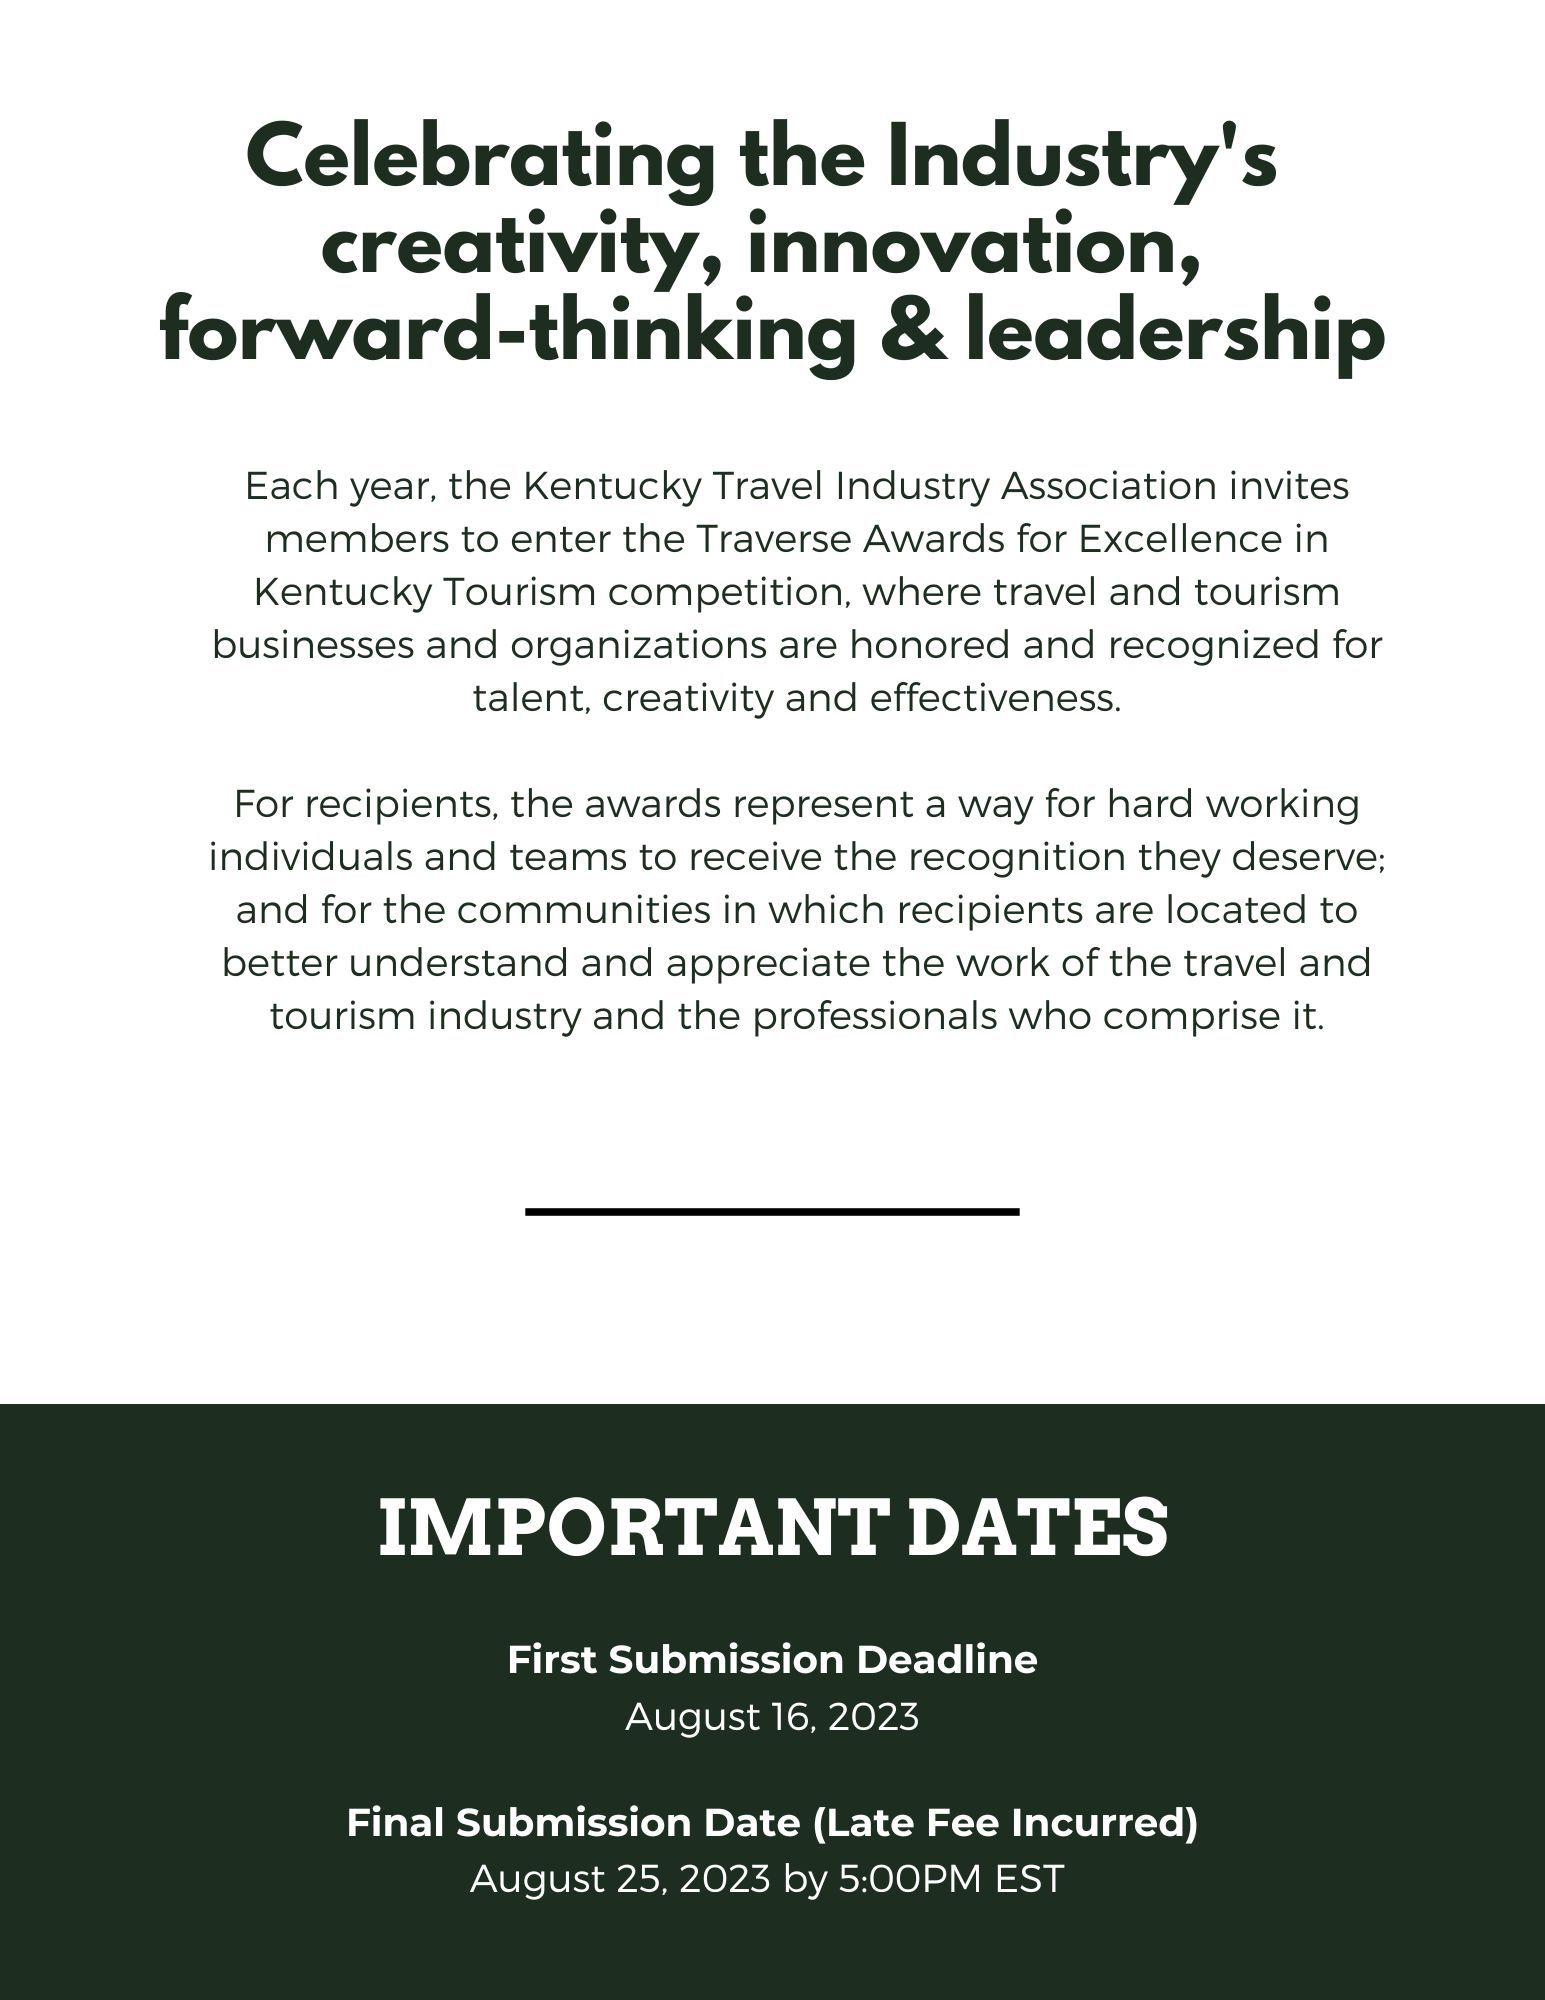 Celebrating the Industry's
creativity, innovation,
forward-thinking & leadership
Each year, the Kentucky Travel Industry Association invites
members to enter the Traverse Awards for Excellence in
Kentucky Tourism competition, where travel and tourism
businesses and organizations are honored and recognized for
talent, creativity and effectiveness.
For recipients, the awards represent a way for hard working
individuals and teams to receive the recognition they deserve;
and for the communities in which recipients are located to
better understand and appreciate the work of the travel and
tourism industry and the professionals who comprise it.
IMPORTANT DATES
First Submission Deadline
August 16, 2023
Final Submission Date (Late Fee Incurred)
August 25, 2023 by 5:00PM EST